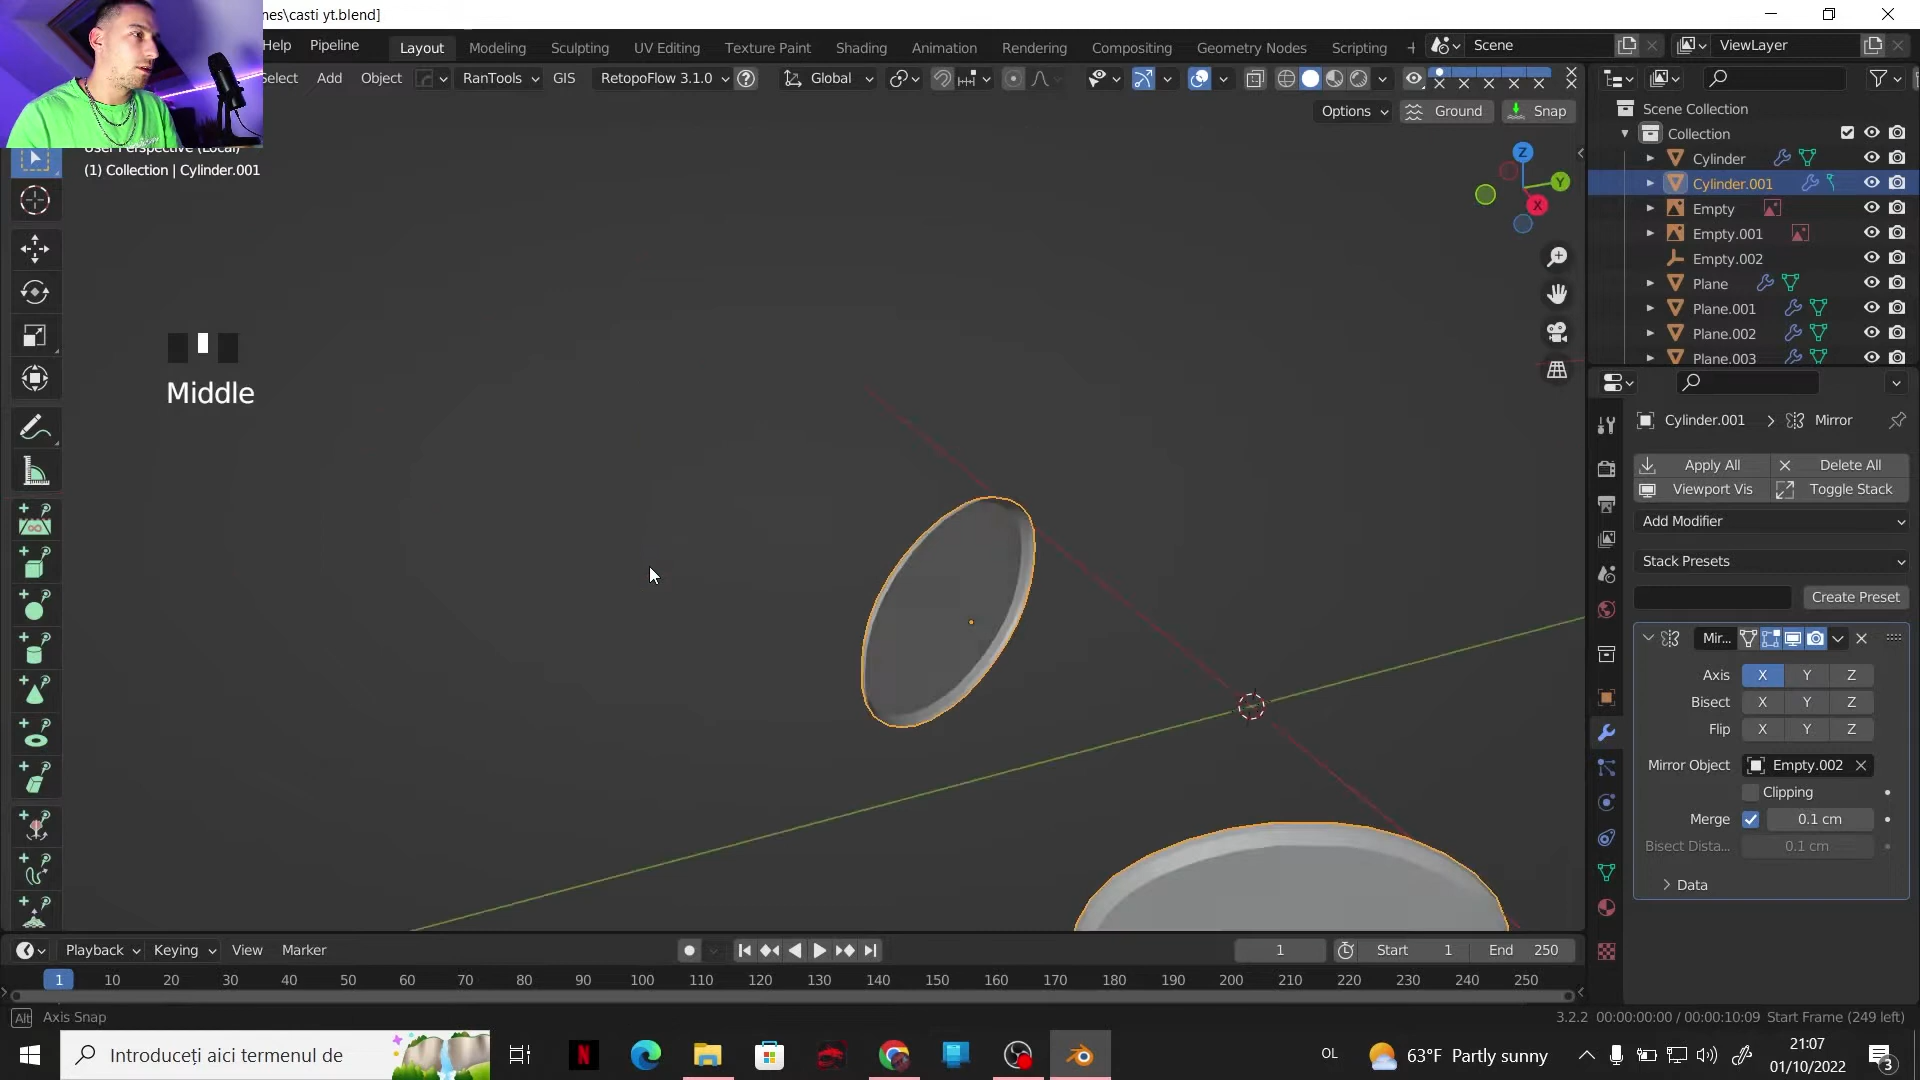 nes\casti yt.blend]
Help Pipeline Layout Modeling Sculpting UV Editing Texture Paint Shading Animation Rendering Compositing Geometry Nodes Scripting + Scene ViewLayer
Select Add Object RanTools GIS RetopoFlow 3.1.0 Global
Options Ground Snap
(1) Collection | Cylinder.001
Middle
Z
Y
X
Scene Collection
Collection
Cylinder
Cylinder.001
Empty
Empty.001
Empty.002
Plane
Plane.001
Plane.002
Plane.003
Cylinder.001 > Mirror
Apply All Delete All
Viewport Vis Toggle Stack
Add Modifier
Stack Presets
Create Preset
Mir...
Axis X Y Z
Bisect X Y Z
Flip X Y Z
Mirror Object Empty.002
Clipping
Merge 0.1 cm
Bisect Dista... 0.1 cm
Data
Playback Keying View Marker 1 Start 1 End 250
1 10 20 30 40 50 60 70 80 90 100 110 120 130 140 150 160 170 180 190 200 210 220 230 240 250
Alt Axis Snap
3.2.2 00:00:00:00 / 00:00:10:09 Start Frame (249 left)
Introduceți aici termenul de
OL 63°F Partly sunny
21:07
01/10/2022
3